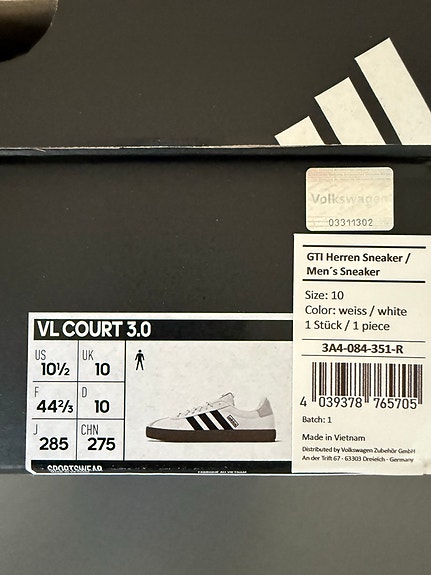 Volkswagen
03311302
GTI Herren Sneaker /
Men´s Sneaker
Size: 10
Color: weiss / white
1 Stück / 1 piece
3A4-084-351-R
4 039378 765705
Batch: 1
Made in Vietnam
Distributed by Volkswagen Zubehör GmbH
An der Trift 67 - 63303 Dreieich - Germany
VL COURT 3.0
US 10½ UK 10
F 44⅔ D 10
J 285 CHN 275
SPORTSWEAR